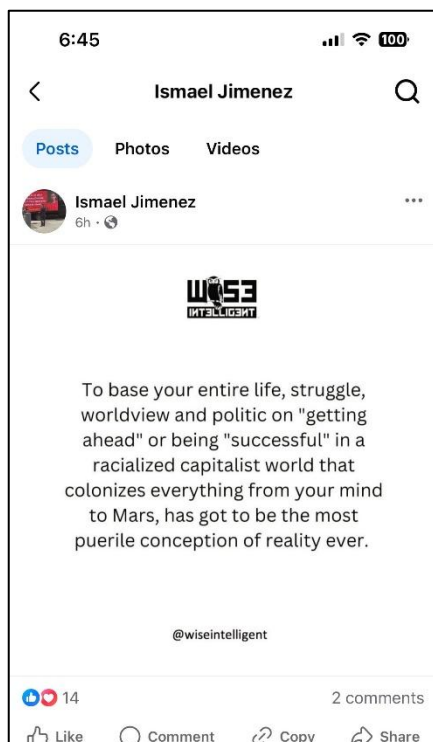 6:45
100
Ismael Jimenez
Posts Photos Videos
Ismael Jimenez
6h
WIS3
INT3LLIG3NT
To base your entire life, struggle,
worldview and politic on "getting
ahead" or being "successful" in a
racialized capitalist world that
colonizes everything from your mind
to Mars, has got to be the most
puerile conception of reality ever.
@wiseintelligent
14
2 comments
Like Comment Copy Share